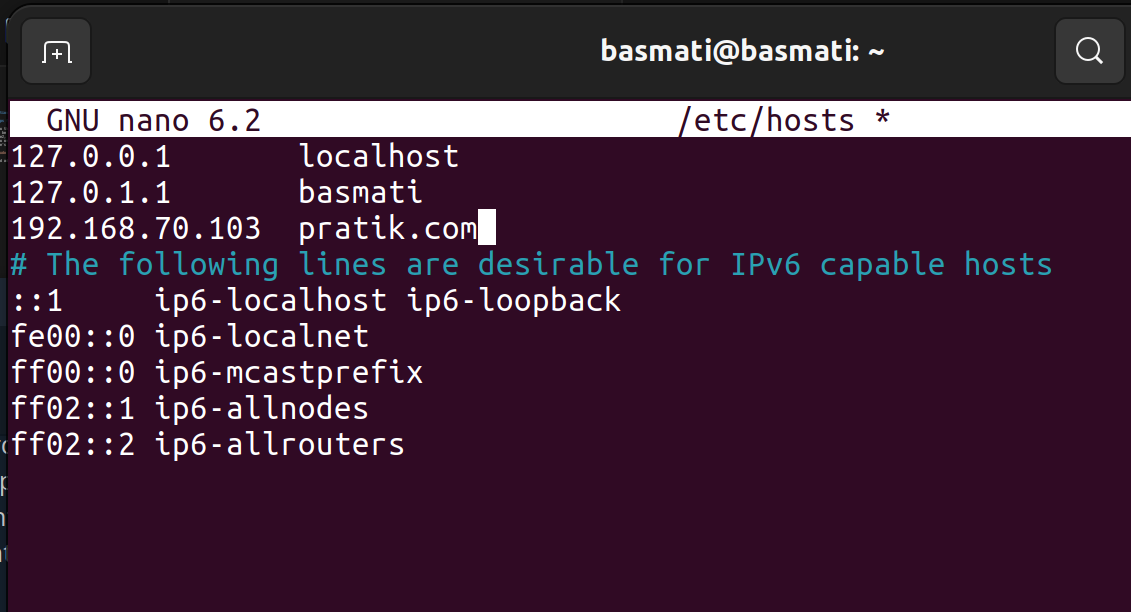 basmati@basmati: ~
GNU nano 6.2 /etc/hosts *
127.0.0.1 localhost
127.0.1.1 basmati
192.168.70.103 pratik.com
# The following lines are desirable for IPv6 capable hosts
::1 ip6-localhost ip6-loopback
fe00::0 ip6-localnet
ff00::0 ip6-mcastprefix
ff02::1 ip6-allnodes
ff02::2 ip6-allrouters